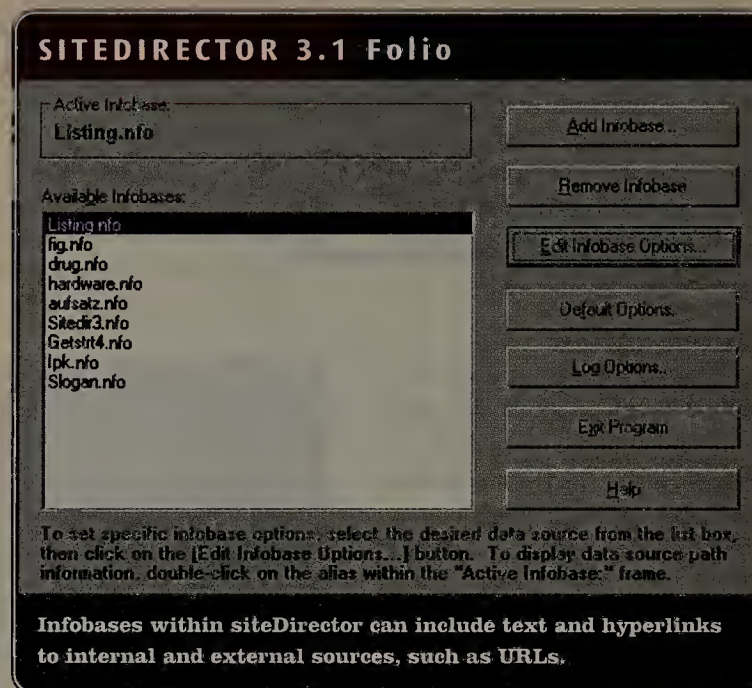 SITEDIRECTOR 3.1 Folio
Active Infobase:
Listing.nfo
Add Infobase...
Remove Infobase
Available Infobases:
Listing.nfo
fig.nfo
drug.nfo
hardware.nfo
aufsatz.nfo
Sitedir3.nfo
Getstrt4.nfo
lpk.nfo
Slogan.nfo
Edit Infobase Options...
Default Options..
Log Options..
Exit Program
Help
To set specific infobase options, select the desired data source from the list box,
then click on the [Edit Infobase Options...] button. To display data source path
information, double-click on the alias within the "Active Infobase:" frame.
Infobases within siteDirector can include text and hyperlinks
to internal and external sources, such as URLs.